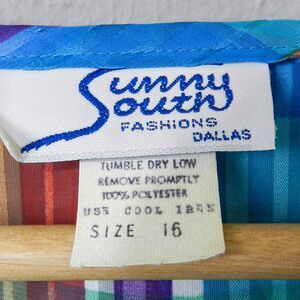 Sunny
South
FASHIONS
DALLAS
TUMBLE DRY LOW
REMOVE PROMPTLY
100% POLYESTER
USE COOL IRON
SIZE 16